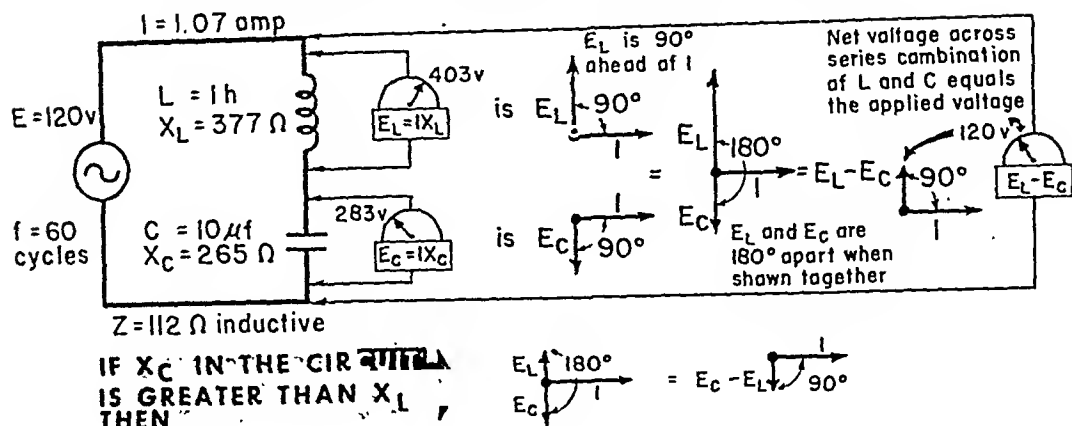 I = 1.07 amp
E = 120v
L = 1h
X_L = 377 Ω
403v
E_L = IX_L
f = 60
cycles
C = 10 μf
X_C = 265 Ω
283v
E_C = IX_C
Z = 112 Ω inductive
is
E_L is 90°
ahead of I
E_L
90°
I
is
E_C
90°
I
=
E_L
180°
I
E_C
E_L and E_C are
180° apart when
shown together
= E_L – E_C
90°
I
Net voltage across
series combination
of L and C equals
the applied voltage
120 v
E_L – E_C
IF X_C IN THE CIR
IS GREATER THAN X_L ,
THEN
E_L
180°
I
E_C
= E_C – E_L
I
90°